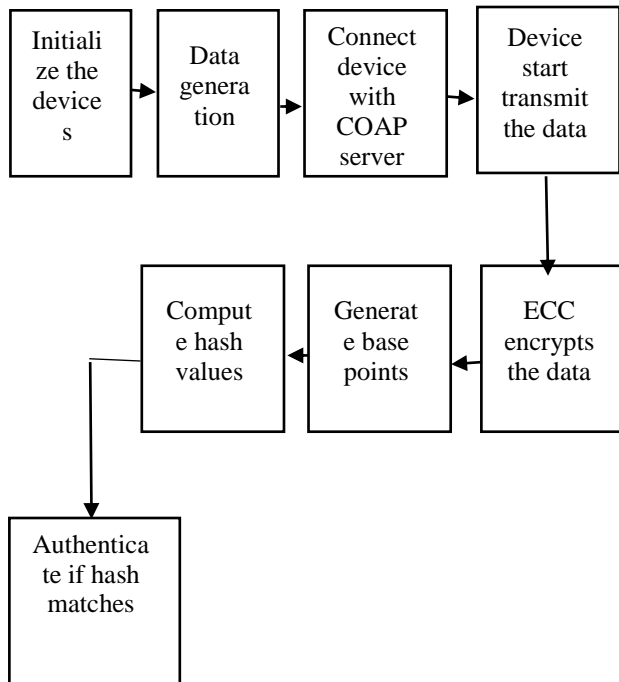 Initiali
ze the
device
s
Data
genera
tion
Connect
device
with
COAP
server
Device
start
transmit
the data
Comput
e hash
values
Generat
e base
points
ECC
encrypts
the data
Authentica
te if hash
matches